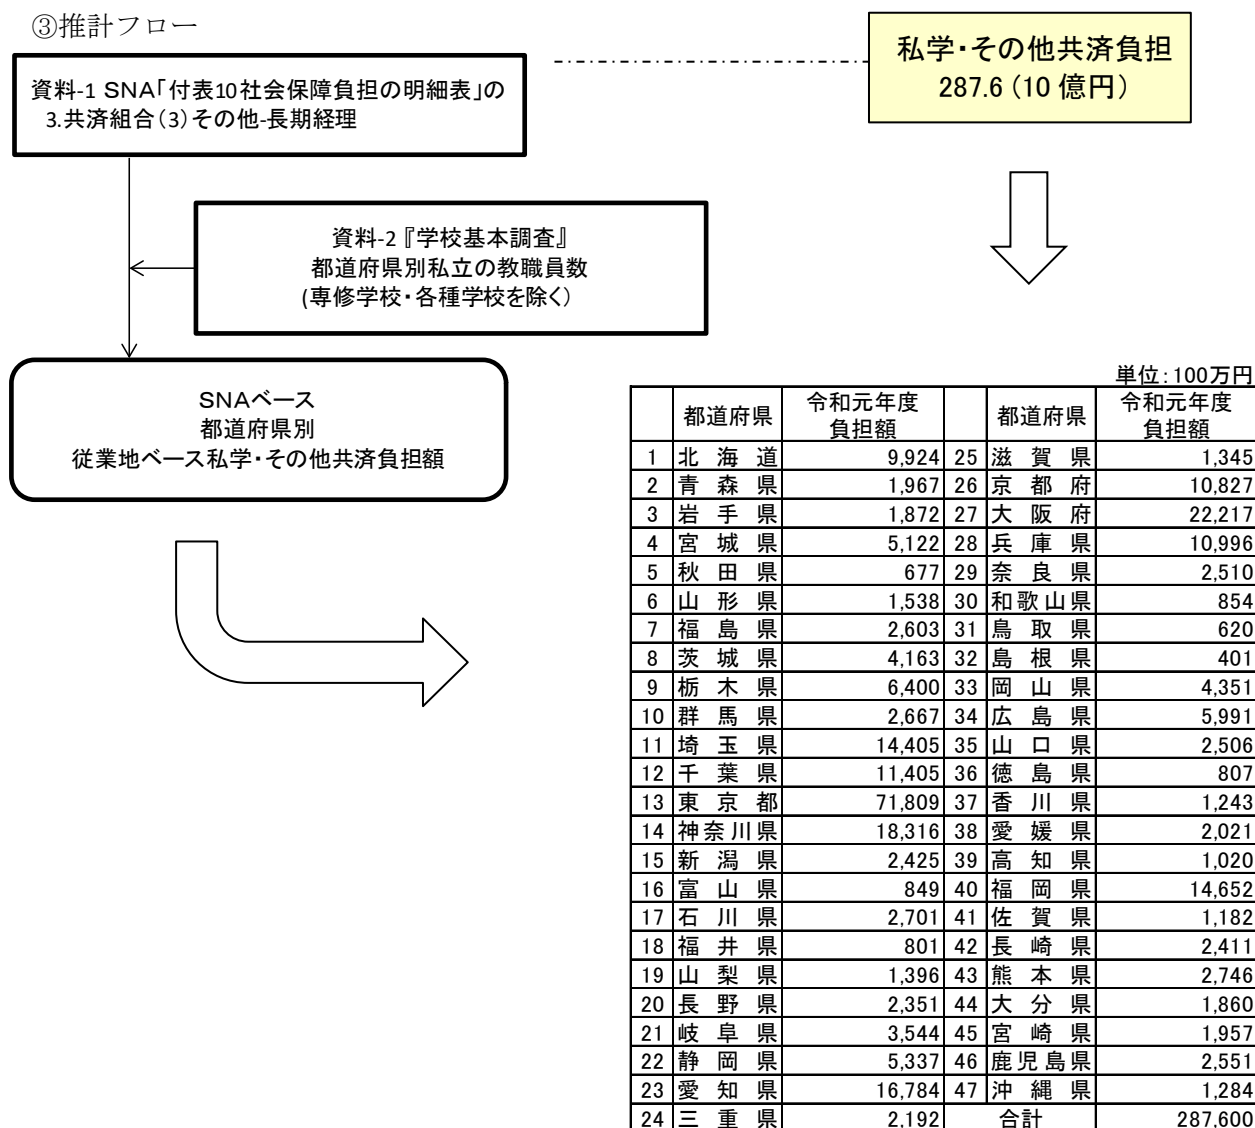 ③推計フロー
資料-1 SNA「付表10社会保障負担の明細表」の
3.共済組合(3)その他-長期経理
私学・その他共済負担
287.6(10億円)
資料-2『学校基本調査』
都道府県別私立の教職員数
(専修学校・各種学校を除く)
SNAベース
都道府県別
従業地ベース私学・その他共済負担額
単位:100万円
都道府県 令和元年度 都道府県 令和元年度
負担額 負担額
1 北海道 9,924 25 滋賀県 1,345
2 青森県 1,967 26 京都府 10,827
3 岩手県 1,872 27 大阪府 22,217
4 宮城県 5,122 28 兵庫県 10,996
5 秋田県 677 29 奈良県 2,510
6 山形県 1,538 30 和歌山県 854
7 福島県 2,603 31 鳥取県 620
8 茨城県 4,163 32 島根県 401
9 栃木県 6,400 33 岡山県 4,351
10 群馬県 2,667 34 広島県 5,991
11 埼玉県 14,405 35 山口県 2,506
12 千葉県 11,405 36 徳島県 807
13 東京都 71,809 37 香川県 1,243
14 神奈川県 18,316 38 愛媛県 2,021
15 新潟県 2,425 39 高知県 1,020
16 富山県 849 40 福岡県 14,652
17 石川県 2,701 41 佐賀県 1,182
18 福井県 801 42 長崎県 2,411
19 山梨県 1,396 43 熊本県 2,746
20 長野県 2,351 44 大分県 1,860
21 岐阜県 3,544 45 宮崎県 1,957
22 静岡県 5,337 46 鹿児島県 2,551
23 愛知県 16,784 47 沖縄県 1,284
24 三重県 2,192 合計 287,600